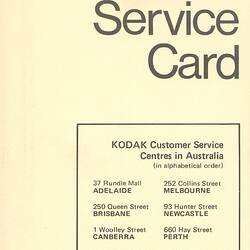 Service
Card
KODAK Customer Service
Centres in Australia
(in alphabetical order)
37 Rundle Mall
ADELAIDE
252 Collins Street
MELBOURNE
250 Queen Street
BRISBANE
93 Hunter Street
NEWCASTLE
1 Woolley Street
CANBERRA
660 Hay Street
PERTH